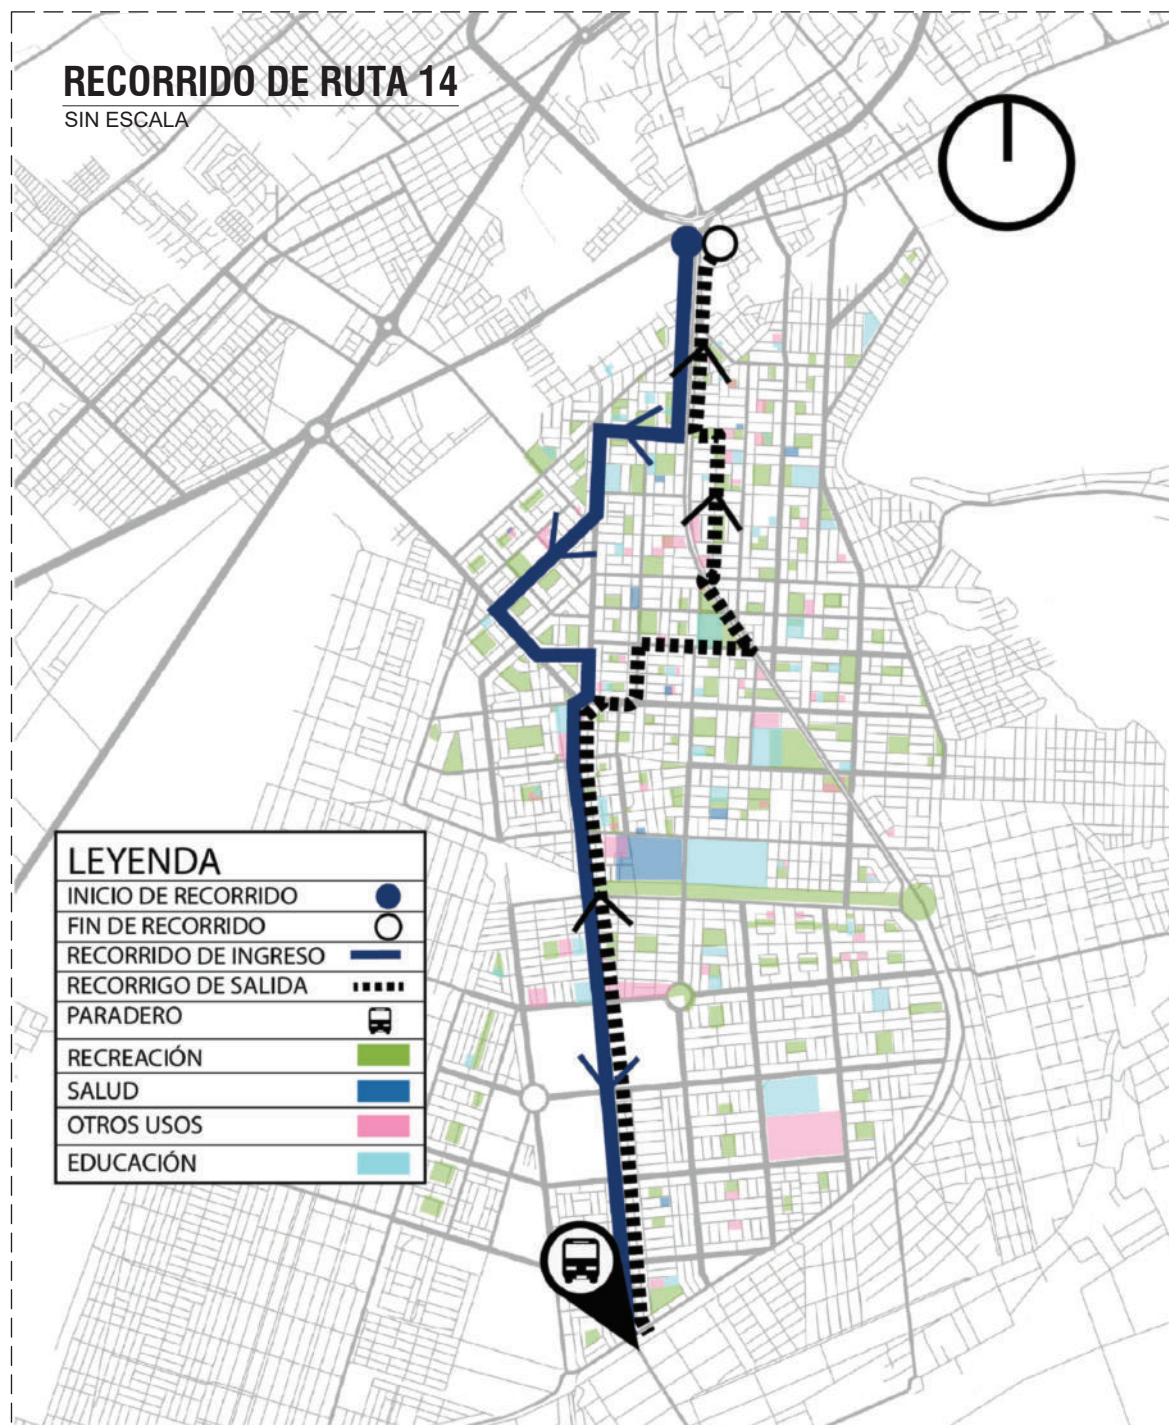 RECORRIDO DE RUTA 14
SIN ESCALA
LEYENDA
INICIO DE RECORRIDO
FIN DE RECORRIDO
RECORRIDO DE INGRESO
RECORRIGO DE SALIDA
PARADERO
RECREACIÓN
SALUD
OTROS USOS
EDUCACIÓN